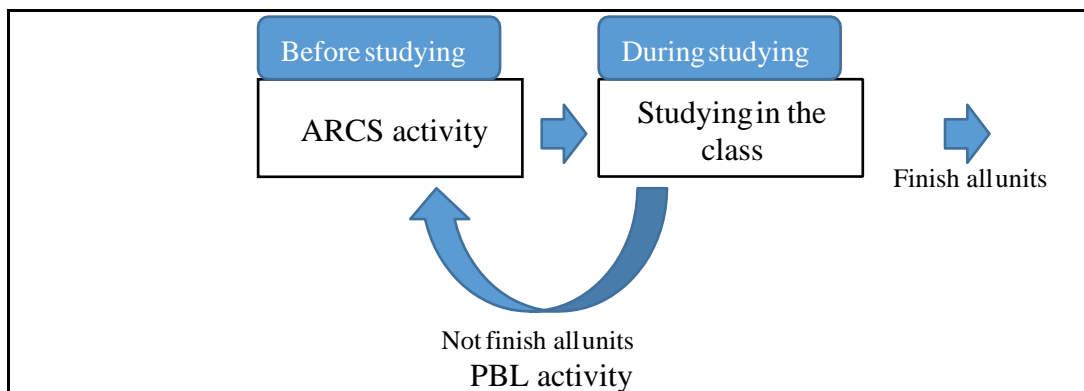 Before studying
During studying
ARCS activity
Studying in the
class
Finish all units
Not finish all units
PBL activity